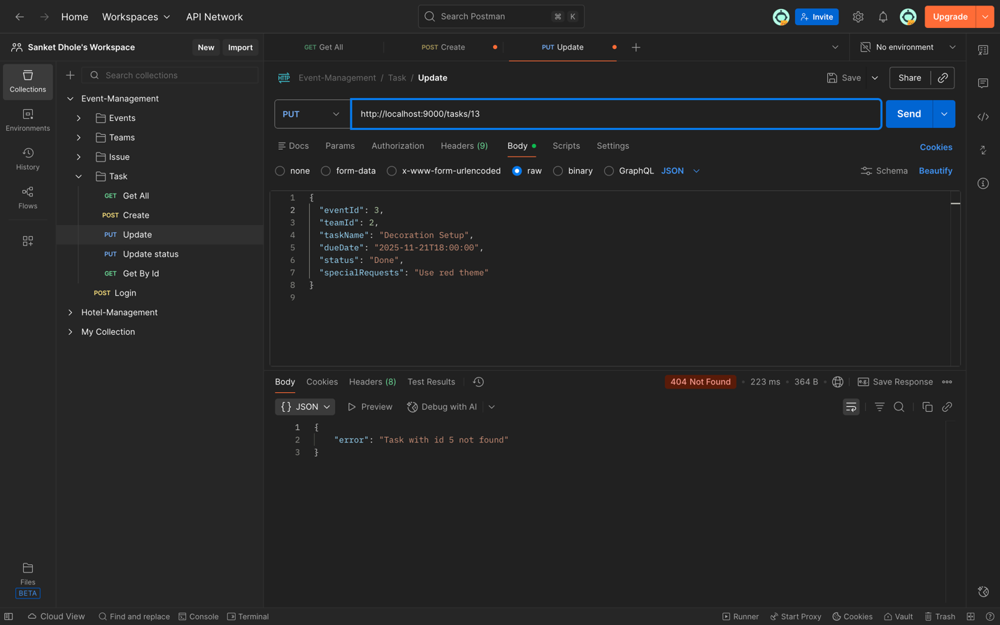 Home Workspaces API Network
Search Postman ⌘ K
Invite
Upgrade
Sanket Dhole's Workspace
New Import
GET Get All
POST Create
PUT Update
No environment
Collections
Environments
History
Flows
Files
BETA
Search collections
Event-Management
Events
Teams
Issue
Task
GET Get All
POST Create
PUT Update
PUT Update status
GET Get By Id
POST Login
Hotel-Management
My Collection
HTTP Event-Management / Task / Update
Save Share
PUT http://localhost:9000/tasks/13
Send
Docs Params Authorization Headers (9) Body Scripts Settings
Cookies
none form-data x-www-form-urlencoded raw binary GraphQL JSON
Schema Beautify
1 {
2 "eventId": 3,
3 "teamId": 2,
4 "taskName": "Decoration Setup",
5 "dueDate": "2025-11-21T18:00:00",
6 "status": "Done",
7 "specialRequests": "Use red theme"
8 }
9
Body Cookies Headers (8) Test Results
404 Not Found • 223 ms • 364 B
e.g. Save Response
{} JSON Preview Debug with AI
1 {
2 "error": "Task with id 5 not found"
3 }
Cloud View Find and replace Console Terminal
Runner Start Proxy Cookies Vault Trash